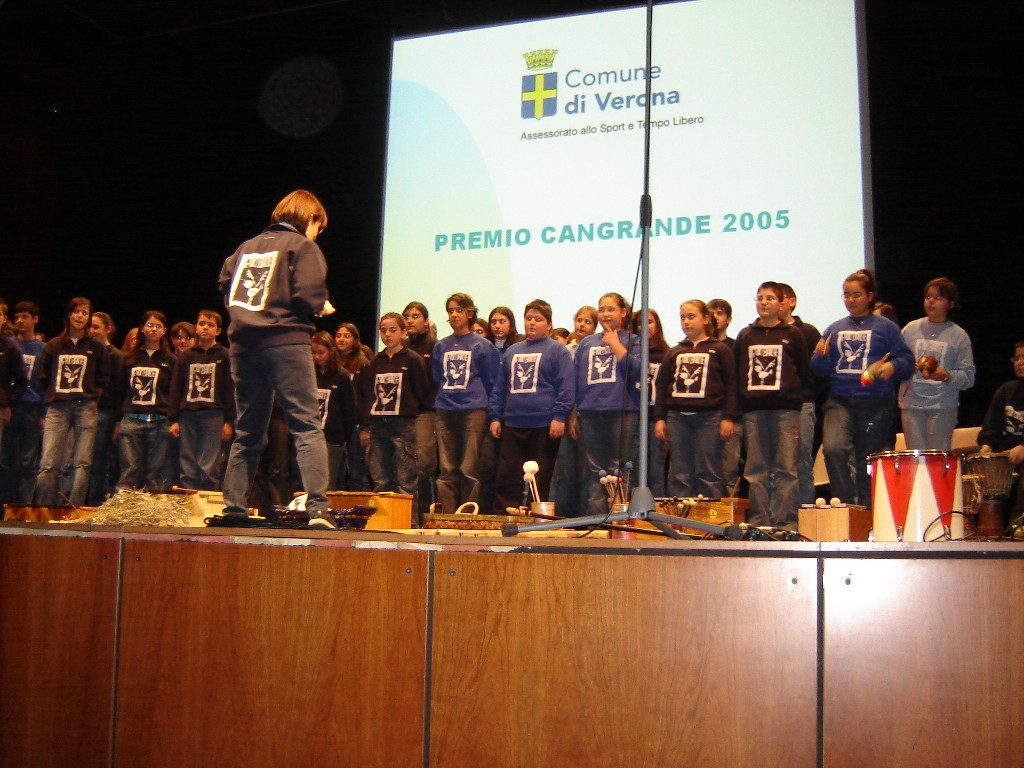 Comune
di Verona
Assessorato allo Sport e Tempo Libero
PREMIO CANGRANDE 2005